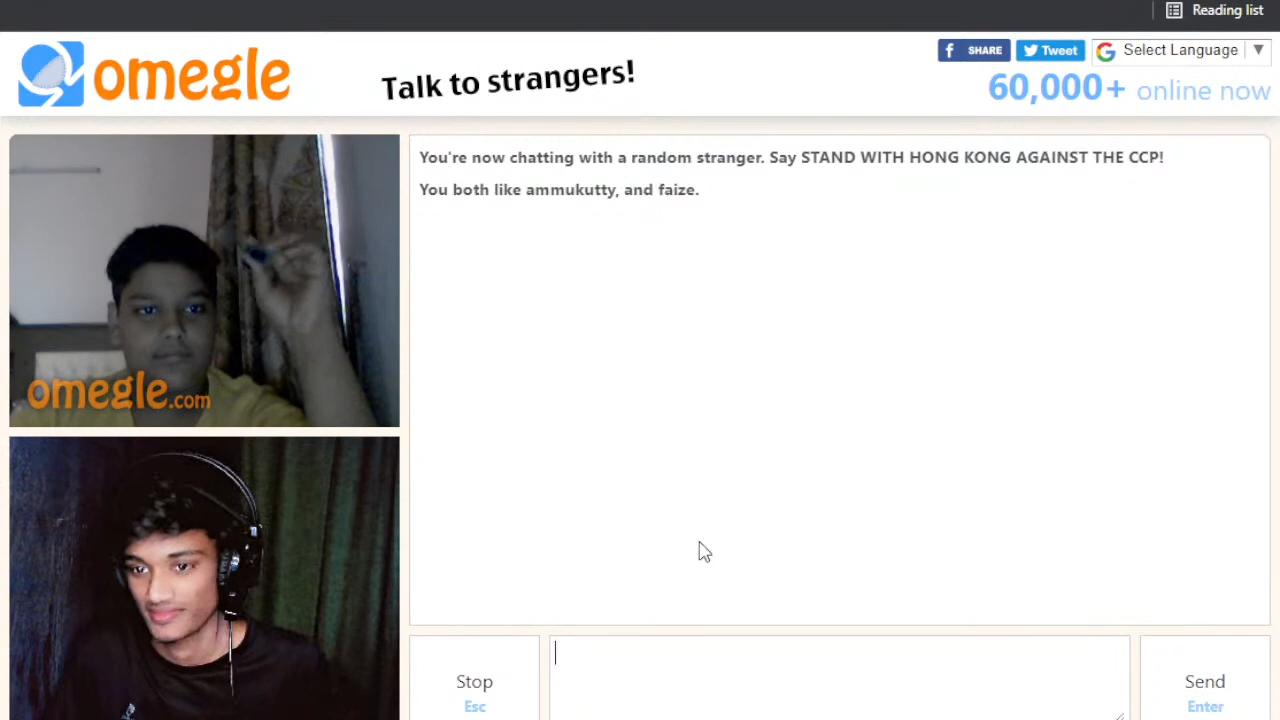 Reading list
omegle
Talk to strangers!
SHARE
Tweet
Select Language
60,000+ online now
You're now chatting with a random stranger. Say STAND WITH HONG KONG AGAINST THE CCP!
You both like ammukutty, and faize.
omegle.com
Stop
Esc
Send
Enter